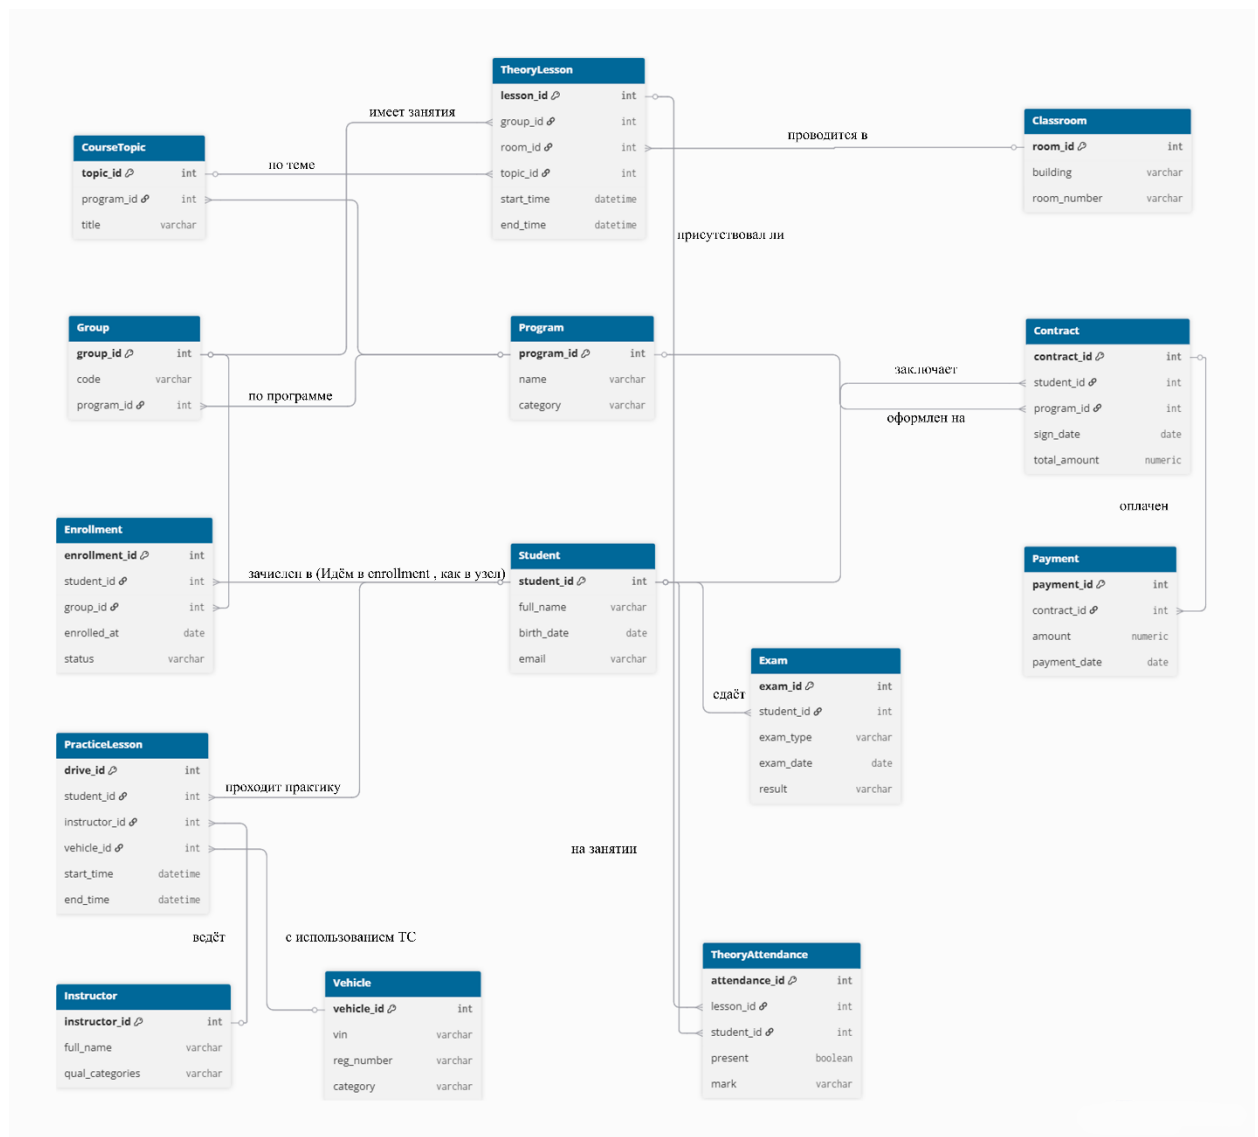 TheoryLesson
lesson_id int
group_id int
room_id int
topic_id int
start_time datetime
end_time datetime
имеет занятия
CourseTopic
topic_id int
program_id int
title varchar
по теме
проводится в
Classroom
room_id int
building varchar
room_number varchar
присутствовал ли
Group
group_id int
code varchar
program_id int
по программе
Program
program_id int
name varchar
category varchar
заключает
оформлен на
Contract
contract_id int
student_id int
program_id int
sign_date date
total_amount numeric
оплачен
Enrollment
enrollment_id int
student_id int
group_id int
enrolled_at date
status varchar
зачислен в (Идём в enrollment , как в узел)
Student
student_id int
full_name varchar
birth_date date
email varchar
Payment
payment_id int
contract_id int
amount numeric
payment_date date
сдаёт
Exam
exam_id int
student_id int
exam_type varchar
exam_date date
result varchar
PracticeLesson
drive_id int
student_id int
instructor_id int
vehicle_id int
start_time datetime
end_time datetime
проходит практику
на занятии
ведёт
с использованием ТС
Instructor
instructor_id int
full_name varchar
qual_categories varchar
Vehicle
vehicle_id int
vin varchar
reg_number varchar
category varchar
TheoryAttendance
attendance_id int
lesson_id int
student_id int
present boolean
mark varchar